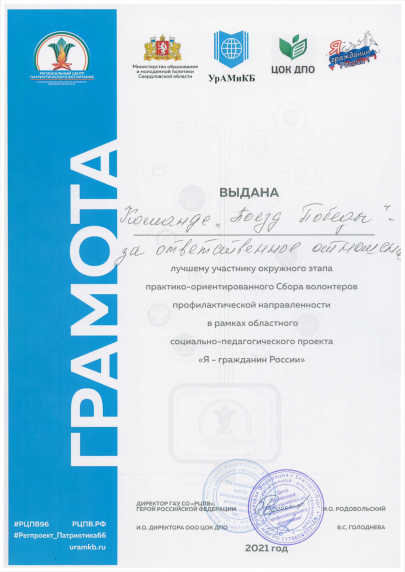 РЕГИОНАЛЬНЫЙ ЦЕНТР
ПАТРИОТИЧЕСКОГО ВОСПИТАНИЯ
Министерство образования
и молодежной политики
Свердловской области
УрАМиКБ
ЦОК ДПО
Я
гражданин
России
ГРАМОТА
ВЫДАНА
Команде „Поезд Победы" -
за ответственное отношение
лучшему участнику окружного этапа
практико-ориентированного Сбора волонтеров
профилактической направленности
в рамках областного
социально-педагогического проекта
«Я - гражданин России»
ДИРЕКТОР ГАУ СО «РЦПВ»
ГЕРОЙ РОССИЙСКОЙ ФЕДЕРАЦИИ
И.О. РОДОБОЛЬСКИЙ
И.О. ДИРЕКТОРА ООО ЦОК ДПО
В.С. ГОЛОДНЕВА
2021 год
#РЦПВ96 РЦПВ.РФ
#Регпроект_Патриотика66
uramkb.ru